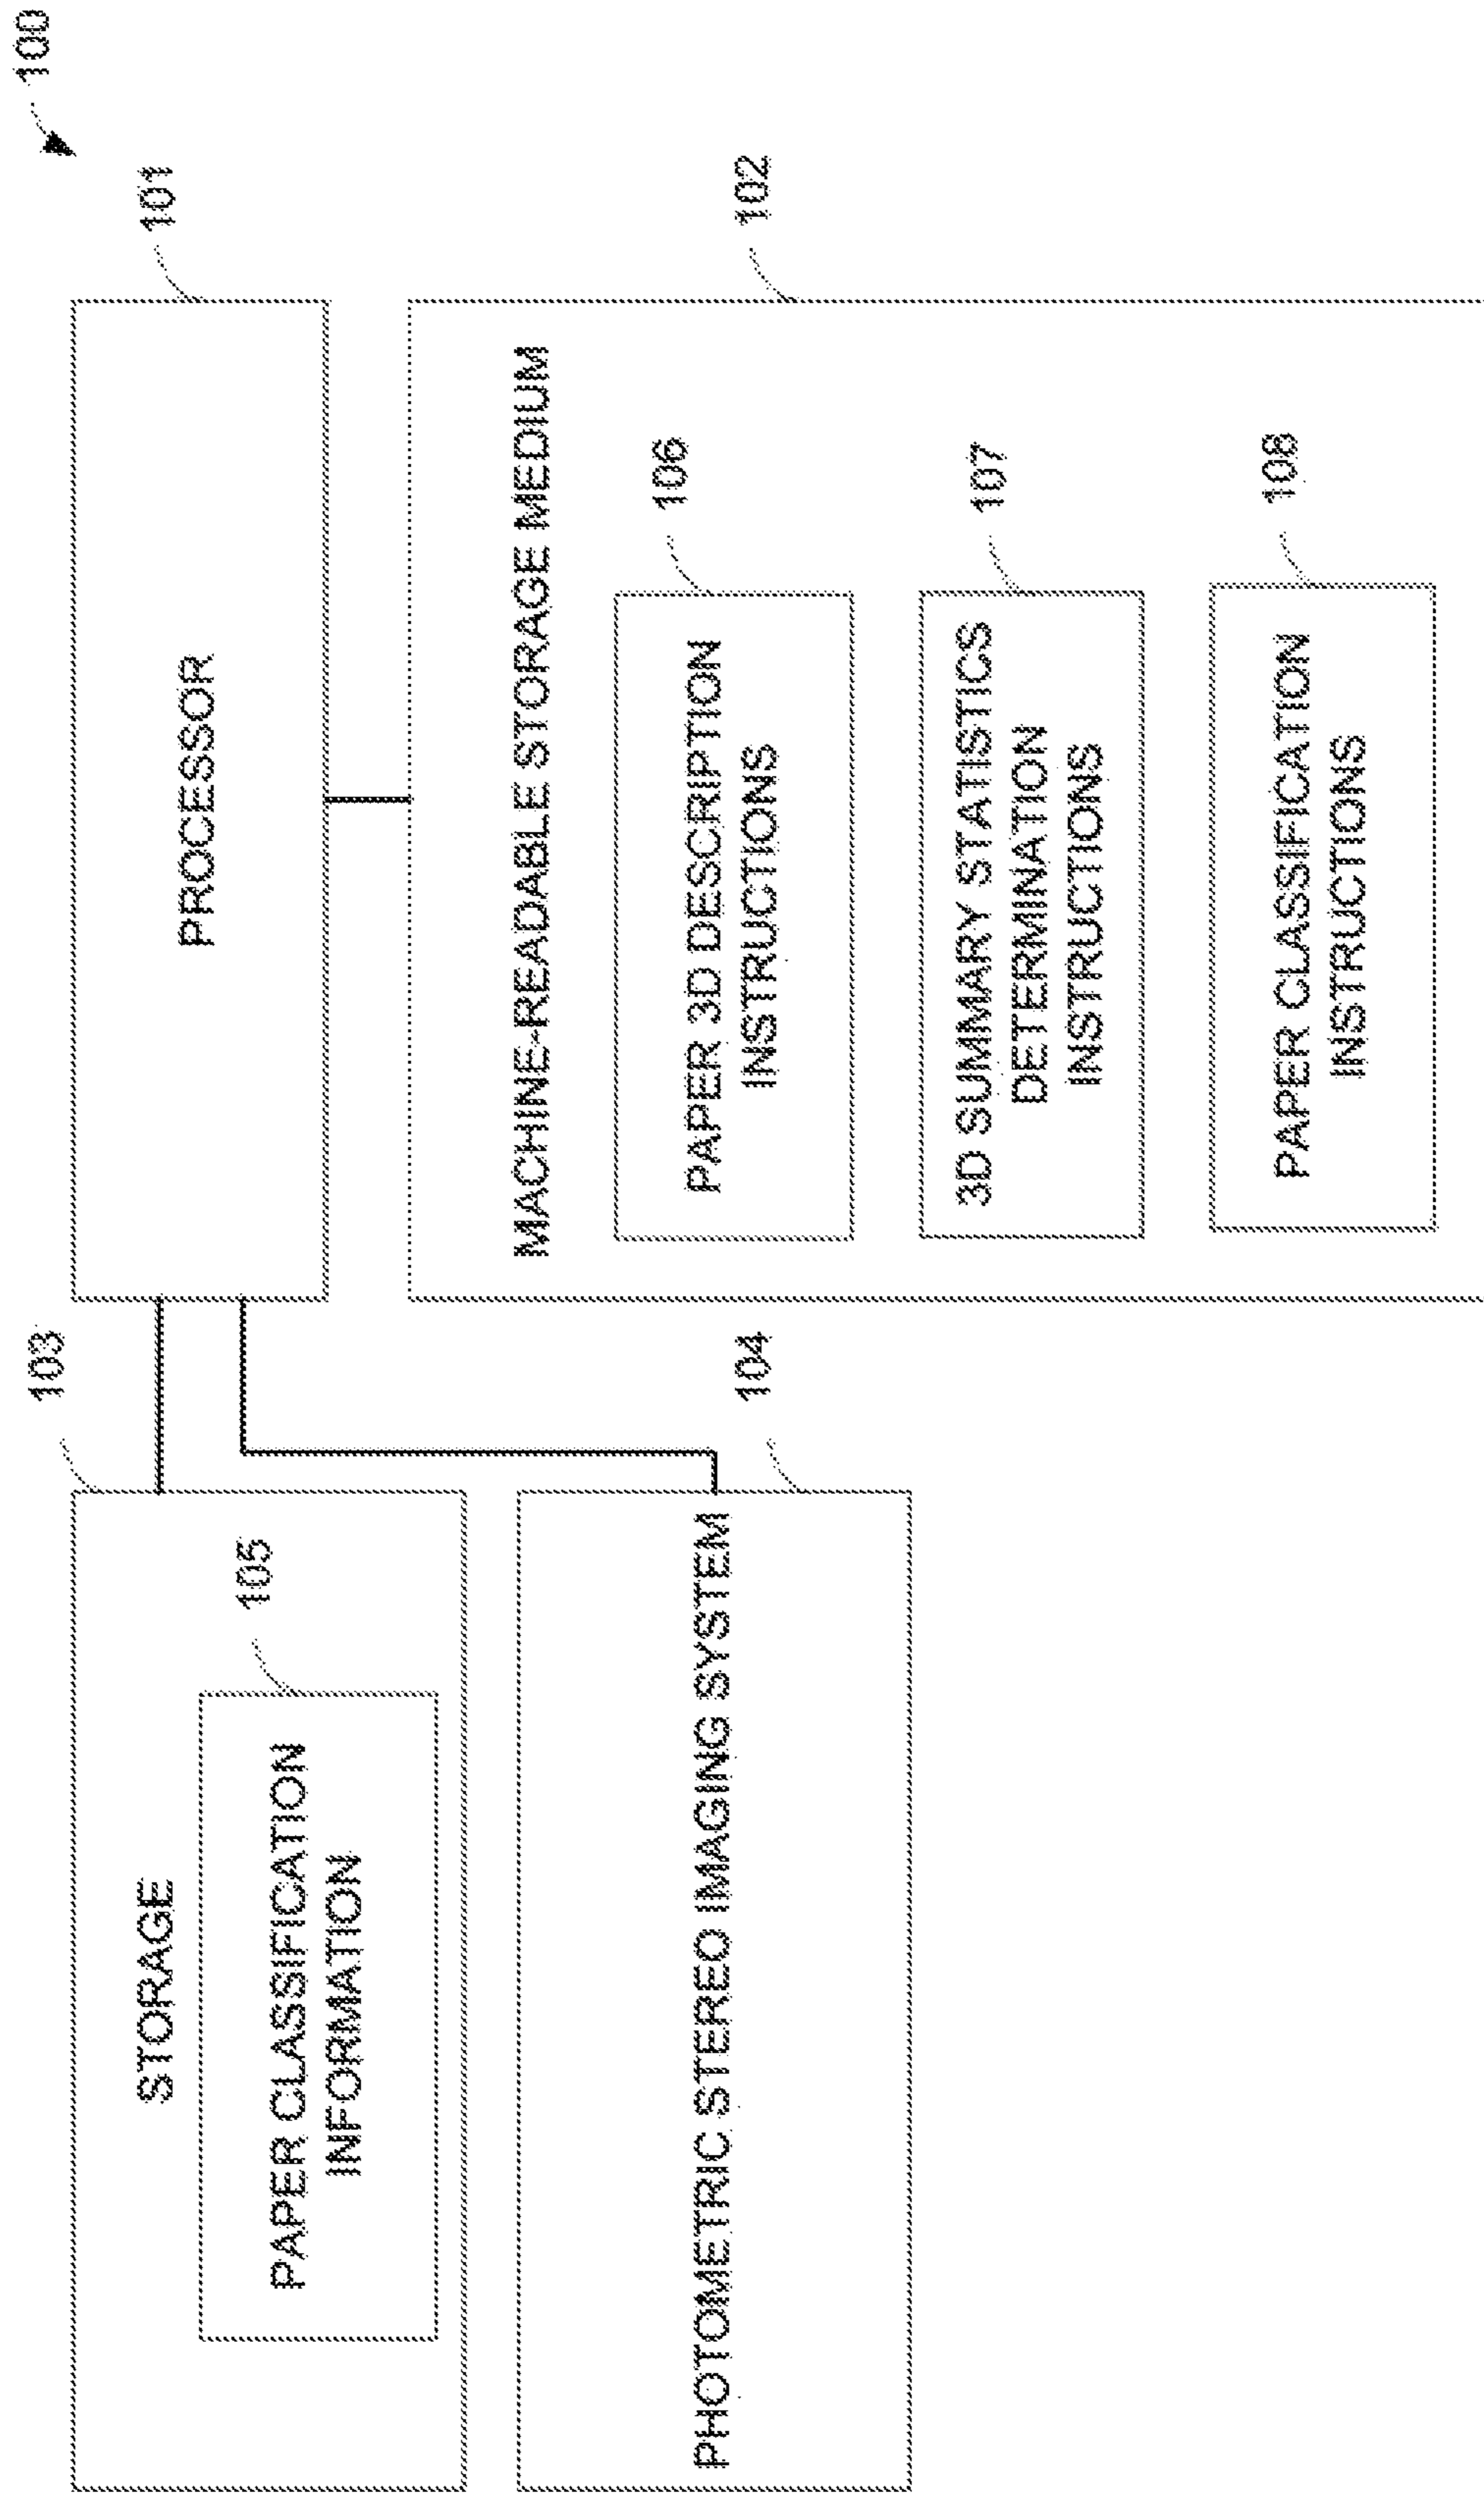 100
103
STORAGE
105
PAPER CLASSIFICATION
INFORMATION
104
PHOTOMETRIC STEREO IMAGING SYSTEM
101
PROCESSOR
102
MACHINE-READABLE STORAGE MEDIUM
106
PAPER 3D DESCRIPTION
INSTRUCTIONS
107
3D SUMMARY STATISTICS
DETERMINATION
INSTRUCTIONS
108
PAPER CLASSIFICATION
INSTRUCTIONS